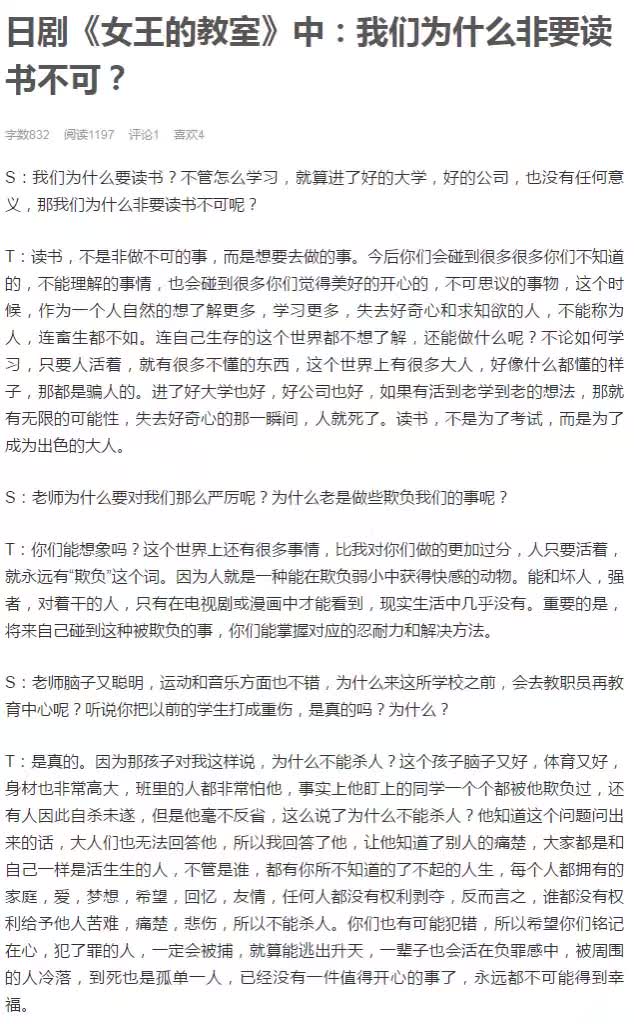 日剧《女王的教室》中：我们为什么非要读
书不可？
字数832 阅读1197 评论1 喜欢4
S：我们为什么要读书？不管怎么学习，就算进了好的大学，好的公司，也没有任何意
义，那我们为什么非要读书不可呢？
T：读书，不是非做不可的事，而是想要去做的事。今后你们会碰到很多很多你们不知道
的，不能理解的事情，也会碰到很多你们觉得美好的开心的，不可思议的事物，这个时
候，作为一个人自然的想了解更多，学习更多，失去好奇心和求知欲的人，不能称为
人，连畜生都不如。连自己生存的这个世界都不想了解，还能做什么呢？不论如何学
习，只要人活着，就有很多不懂的东西，这个世界上有很多大人，好像什么都懂的样
子，那都是骗人的。进了好大学也好，好公司也好，如果有活到老学到老的想法，那就
有无限的可能性，失去好奇心的那一瞬间，人就死了。读书，不是为了考试，而是为了
成为出色的大人。
S：老师为什么要对我们那么严厉呢？为什么老是做些欺负我们的事呢？
T：你们能想象吗？这个世界上还有很多事情，比我对你们做的更加过分，人只要活着，
就永远有“欺负”这个词。因为人就是一种能在欺负弱小中获得快感的动物。能和坏人，强
者，对着干的人，只有在电视剧或漫画中才能看到，现实生活中几乎没有。重要的是，
将来自己碰到这种被欺负的事，你们能掌握对应的忍耐力和解决方法。
S：老师脑子又聪明，运动和音乐方面也不错，为什么来这所学校之前，会去教职员再教
育中心呢？听说你把以前的学生打成重伤，是真的吗？为什么？
T：是真的。因为那孩子对我这样说，为什么不能杀人？这个孩子脑子又好，体育又好，
身材也非常高大，班里的人都非常怕他，事实上他盯上的同学一个个都被他欺负过，还
有人因此自杀未遂，但是他毫不反省，这么说了为什么不能杀人？他知道这个问题问出
来的话，大人们也无法回答他，所以我回答了他，让他知道了别人的痛楚，大家都是和
自己一样是活生生的人，不管是谁，都有你所不知道的了不起的人生，每个人都拥有的
家庭，爱，梦想，希望，回忆，友情，任何人都没有权利剥夺，反而言之，谁都没有权
利给予他人苦难，痛楚，悲伤，所以不能杀人。你们也有可能犯错，所以希望你们铭记
在心，犯了罪的人，一定会被捕，就算能逃出升天，一辈子也会活在负罪感中，被周围
的人冷落，到死也是孤单一人，已经没有一件值得开心的事了，永远都不可能得到幸
福。